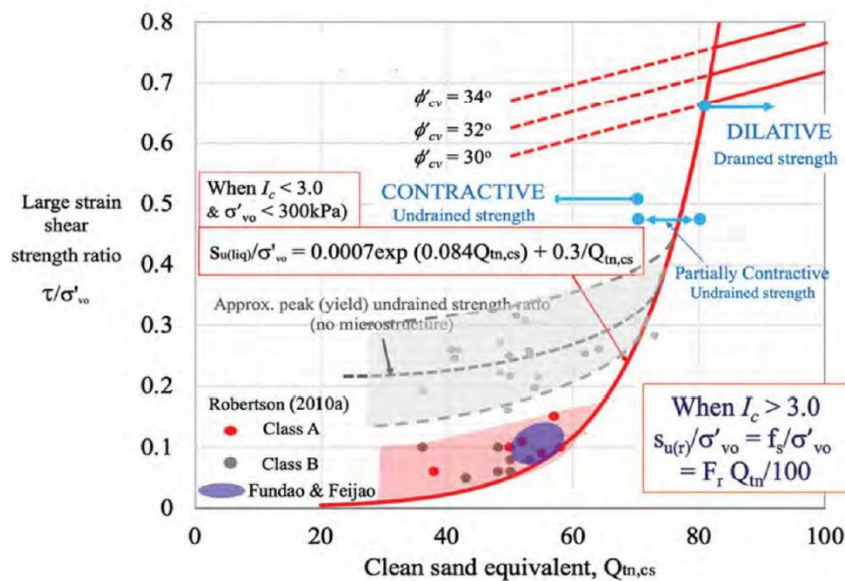 0.8
0.7
0.6
0.5
0.4
0.3
0.2
0.1
0
Large strain
shear
strength ratio
τ/σ'vo
ϕ'cv = 34°
ϕ'cv = 32°
ϕ'cv = 30°
DILATIVE
Drained strength
When Ic < 3.0
& σ'vo < 300kPa)
CONTRACTIVE
Undrained strength
Su(liq)/σ'vo = 0.0007exp (0.084Qtn,cs) + 0.3/Qtn,cs
Partially Contractive
Undrained strength
Approx. peak (yield) undrained strength ratio
(no microstructure)
Robertson (2010a)
Class A
Class B
Fundao & Feijao
When Ic > 3.0
su(r)/σ'vo = fs/σ'vo
= Fr Qtn/100
0 20 40 60 80 100
Clean sand equivalent, Qtn,cs